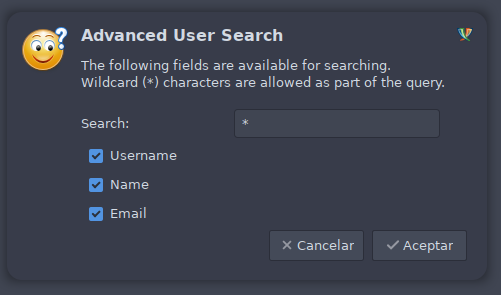 Advanced User Search
The following fields are available for searching.
Wildcard (*) characters are allowed as part of the query.
Search: *
Username
Name
Email
Cancelar Aceptar